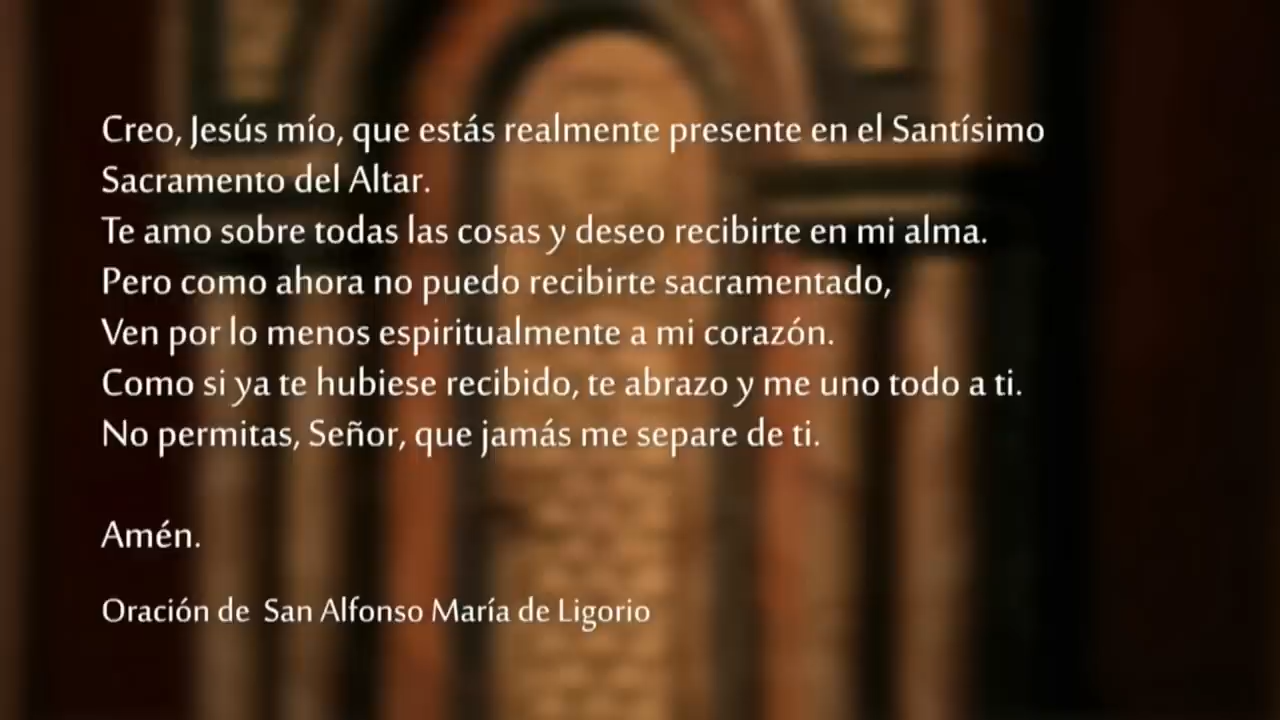 Creo, Jesús mío, que estás realmente presente en el Santísimo
Sacramento del Altar.
Te amo sobre todas las cosas y deseo recibirte en mi alma.
Pero como ahora no puedo recibirte sacramentado,
Ven por lo menos espiritualmente a mi corazón.
Como si ya te hubiese recibido, te abrazo y me uno todo a ti.
No permitas, Señor, que jamás me separe de ti.
Amén.
Oración de San Alfonso María de Ligorio